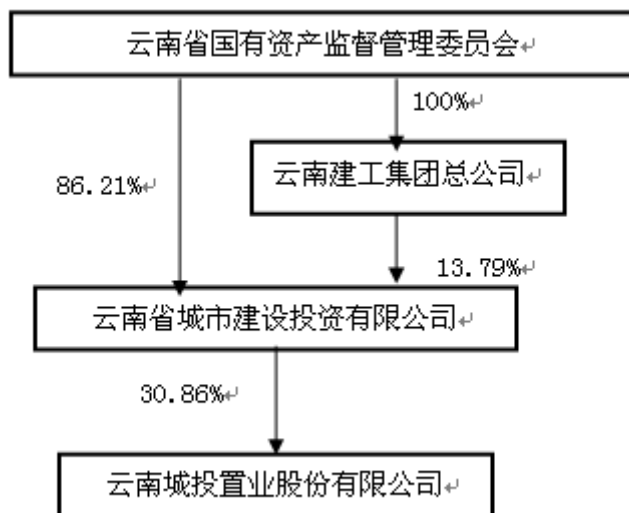 云南省国有资产监督管理委员会↵
100%↵
云南建工集团总公司↵
86.21%↵
13.79%↵
云南省城市建设投资有限公司↵
30.86%↵
云南城投置业股份有限公司↵